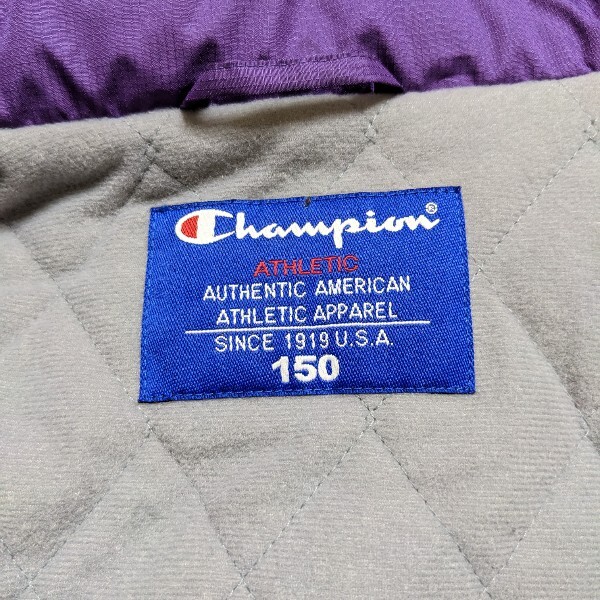 Champion®
ATHLETIC
AUTHENTIC AMERICAN
ATHLETIC APPAREL
SINCE 1919 U.S.A.
150